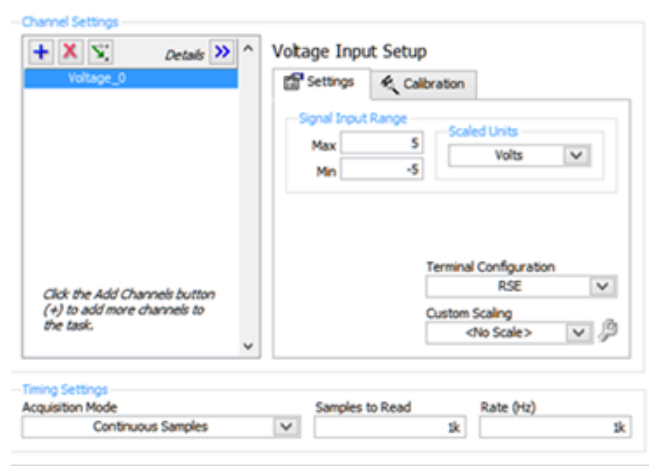 Channel Settings
Details
Voltage_0
Click the Add Channels button
(+) to add more channels to
the task.
Voltage Input Setup
Settings
Calibration
Signal Input Range
Max 5
Min -5
Scaled Units
Volts
Terminal Configuration
RSE
Custom Scaling
<No Scale>
Timing Settings
Acquisition Mode
Samples to Read
Rate (Hz)
Continuous Samples
1k
1k